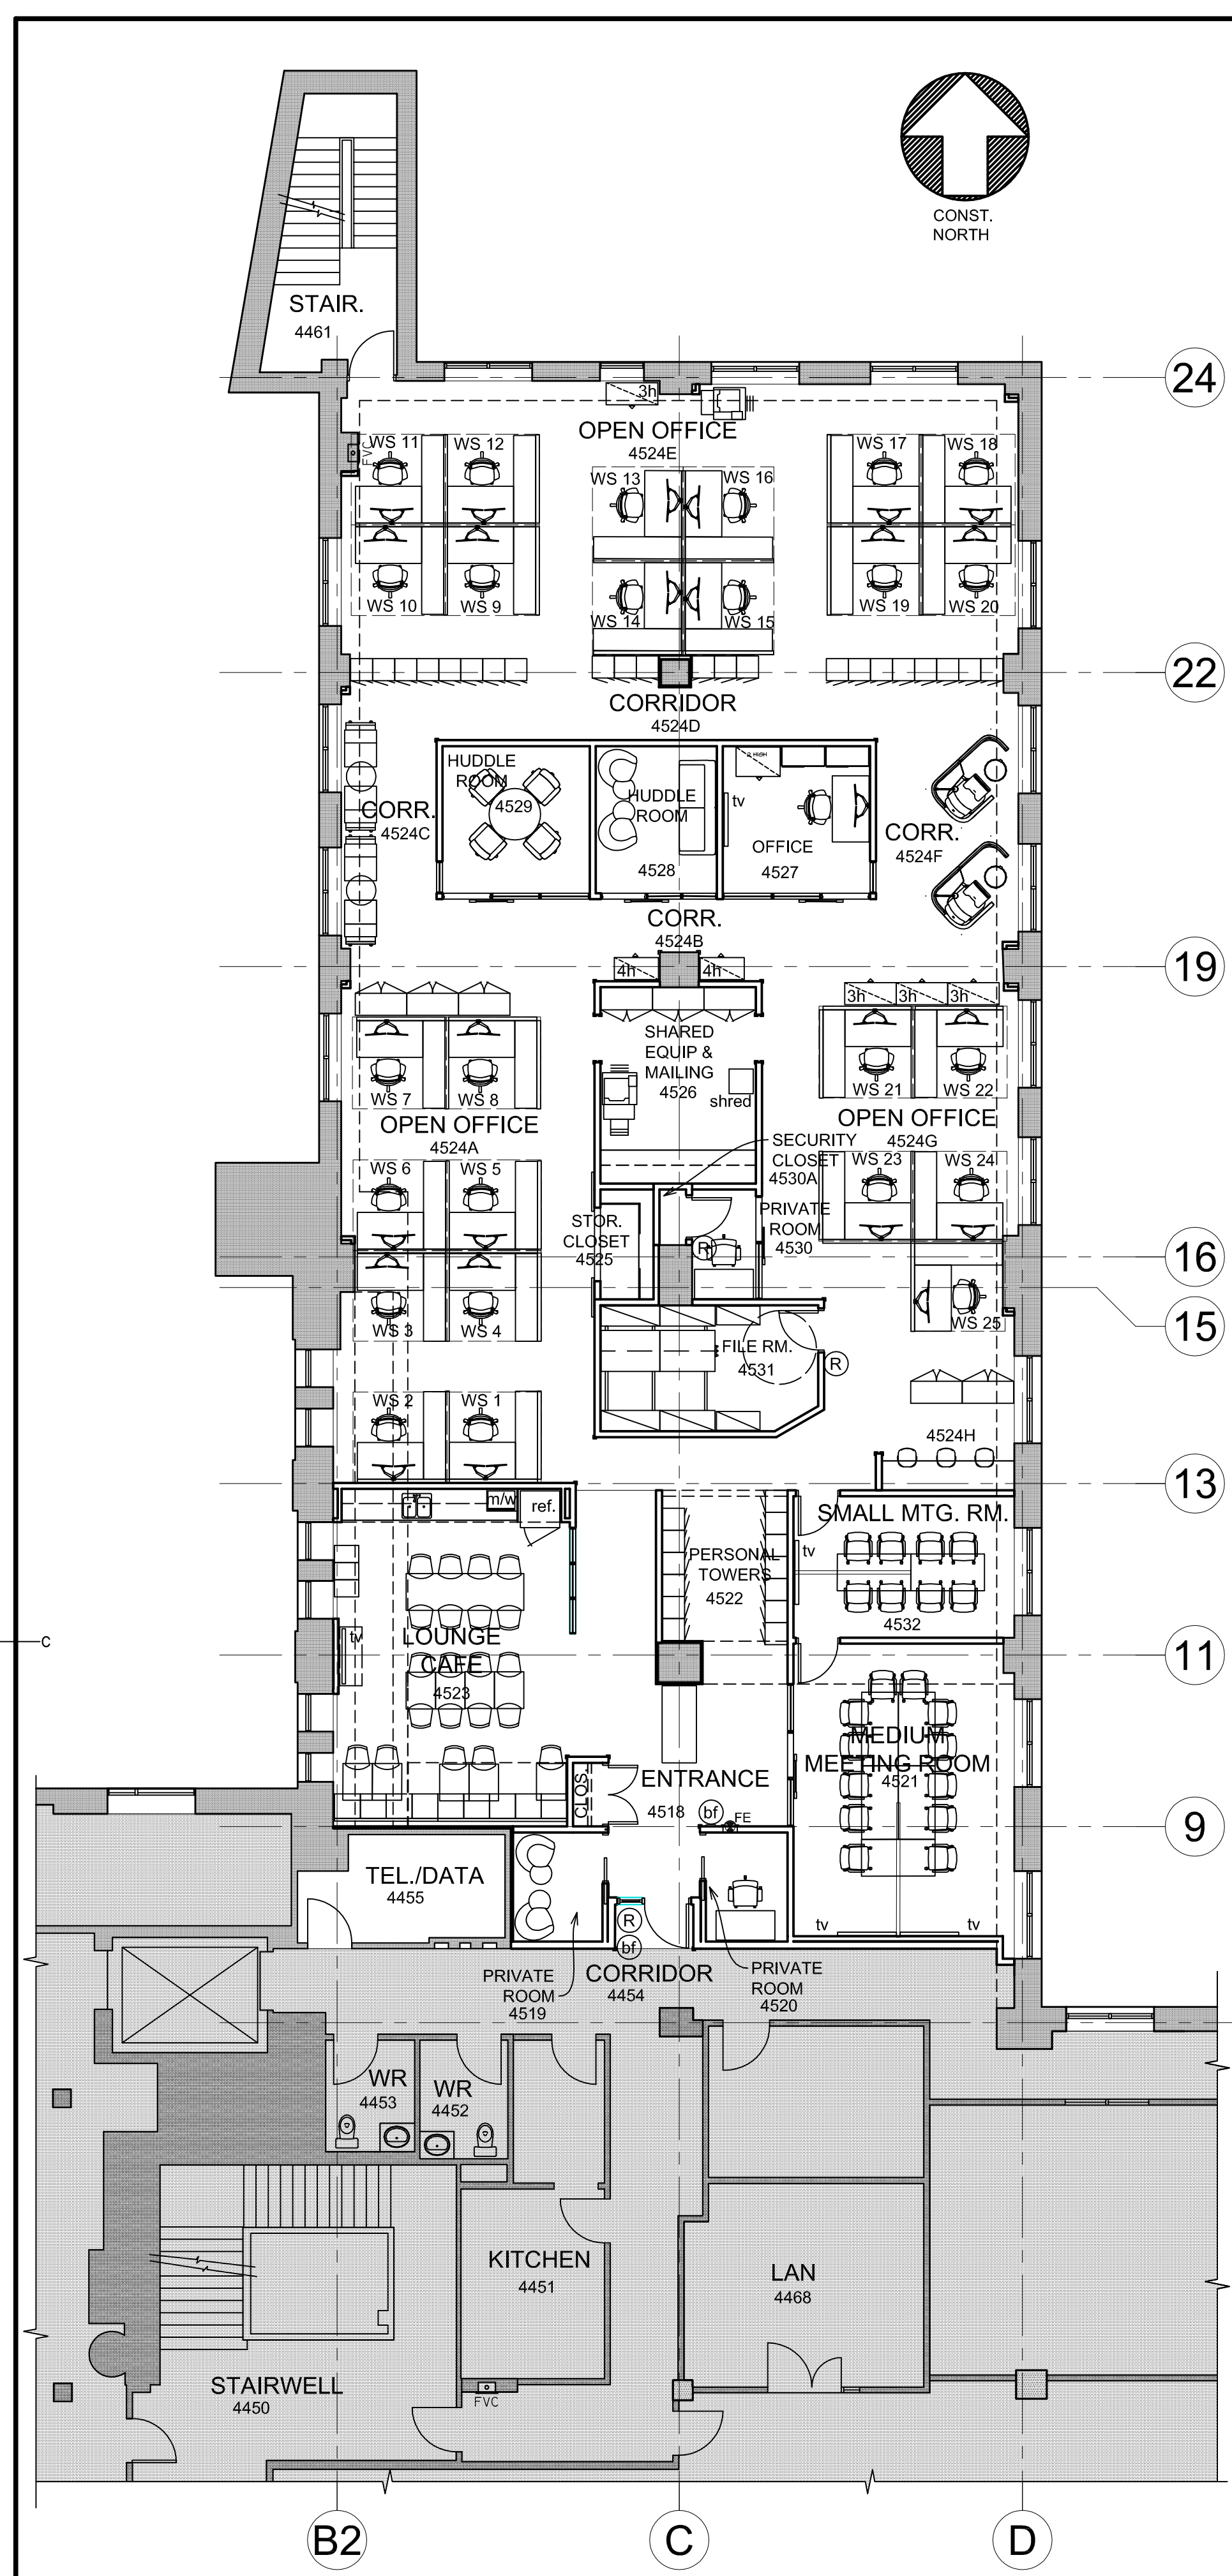 CONST.
NORTH
STAIR.
4461
24
3h
OPEN OFFICE
4524E
FVC
WS 11
WS 12
WS 13
WS 16
WS 17
WS 18
WS 10
WS 9
WS 14
WS 15
WS 19
WS 20
22
CORRIDOR
4524D
HUDDLE
ROOM
4529
HUDDLE
ROOM
4528
2 HIGH
tv
OFFICE
4527
CORR.
4524C
CORR.
4524F
CORR.
4524B
19
4h
4h
3h
3h
3h
SHARED
EQUIP &
MAILING
4526
shred
WS 7
WS 8
WS 21
WS 22
OPEN OFFICE
4524A
OPEN OFFICE
4524G
WS 6
WS 5
SECURITY
CLOSET
4530A
WS 23
WS 24
STOR.
CLOSET
4525
PRIVATE
ROOM
4530
R
16
15
WS 3
WS 4
WS 25
FILE RM.
4531
R
WS 2
WS 1
4524H
13
m/w
ref.
SMALL MTG. RM.
tv
4532
PERSONAL
TOWERS
4522
C
tv
LOUNGE
CAFE
4523
11
MEDIUM
MEETING ROOM
4521
ENTRANCE
4518
CLOS.
bf
FE
9
TEL./DATA
4455
tv
tv
R
bf
PRIVATE
ROOM
4519
CORRIDOR
4454
PRIVATE
ROOM
4520
WR
4453
WR
4452
KITCHEN
4451
LAN
4468
STAIRWELL
4450
FVC
B2
C
D